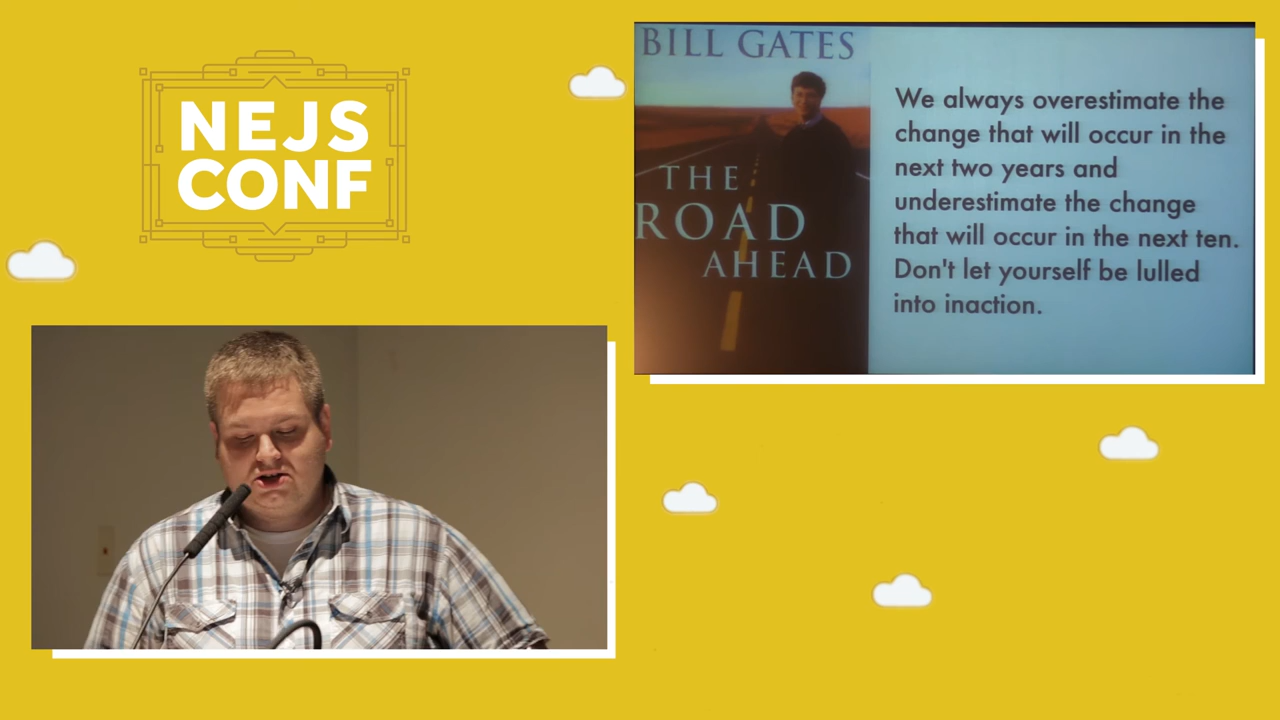 NEJS
CONF
BILL GATES
THE
ROAD
AHEAD
We always overestimate the
change that will occur in the
next two years and
underestimate the change
that will occur in the next ten.
Don't let yourself be lulled
into inaction.